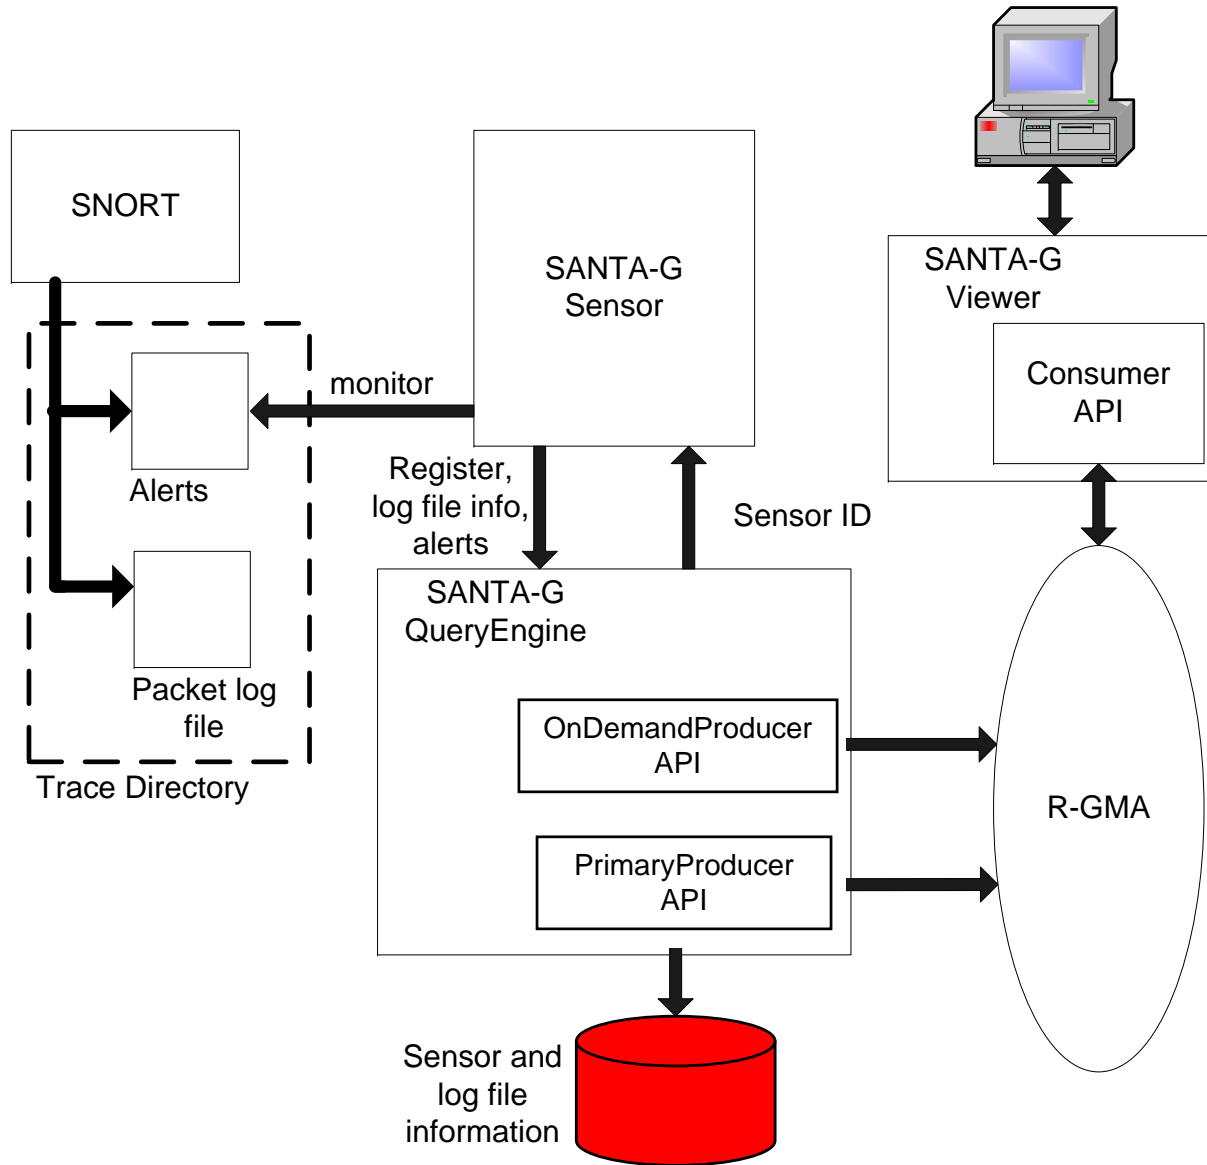 SNORT
SANTA-G
Sensor
SANTA-G
Viewer
Consumer
API
monitor
Alerts
Register,
log file info,
alerts
Sensor ID
Packet log
file
Trace Directory
SANTA-G
QueryEngine
OnDemandProducer
API
PrimaryProducer
API
R-GMA
Sensor and
log file
information